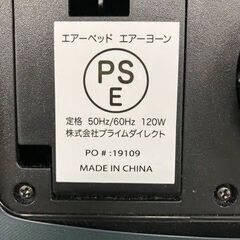 エアーベッド エアーヨーン
PS
E
定格 50Hz/60Hz 120W
株式会社プライムダイレクト
PO # : 19109
MADE IN CHINA